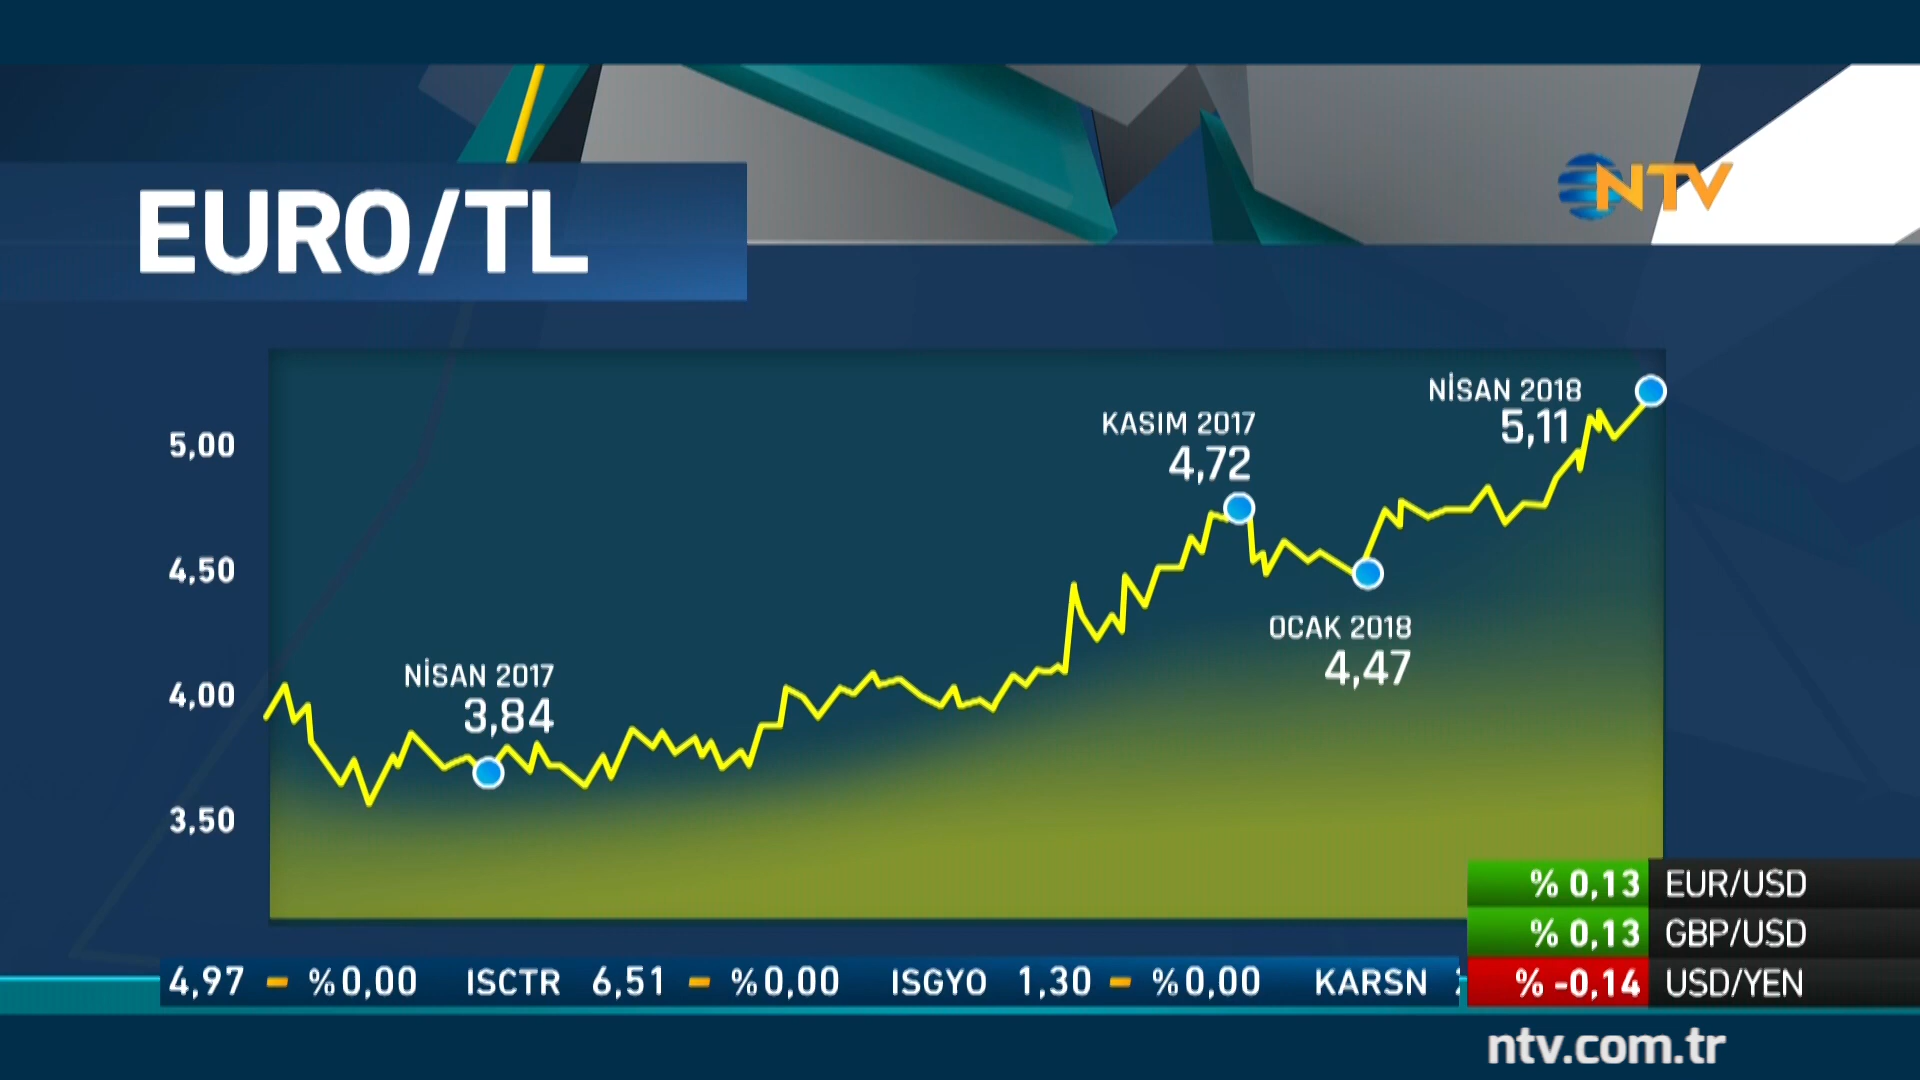 NTV
EURO/TL
5,00
4,50
4,00
3,50
NİSAN 2017
3,84
KASIM 2017
4,72
OCAK 2018
4,47
NİSAN 2018
5,11
% 0,13 EUR/USD
% 0,13 GBP/USD
% -0,14 USD/YEN
4,97 - %0,00 ISCTR 6,51 - %0,00 ISGYO 1,30 - %0,00 KARSN
ntv.com.tr